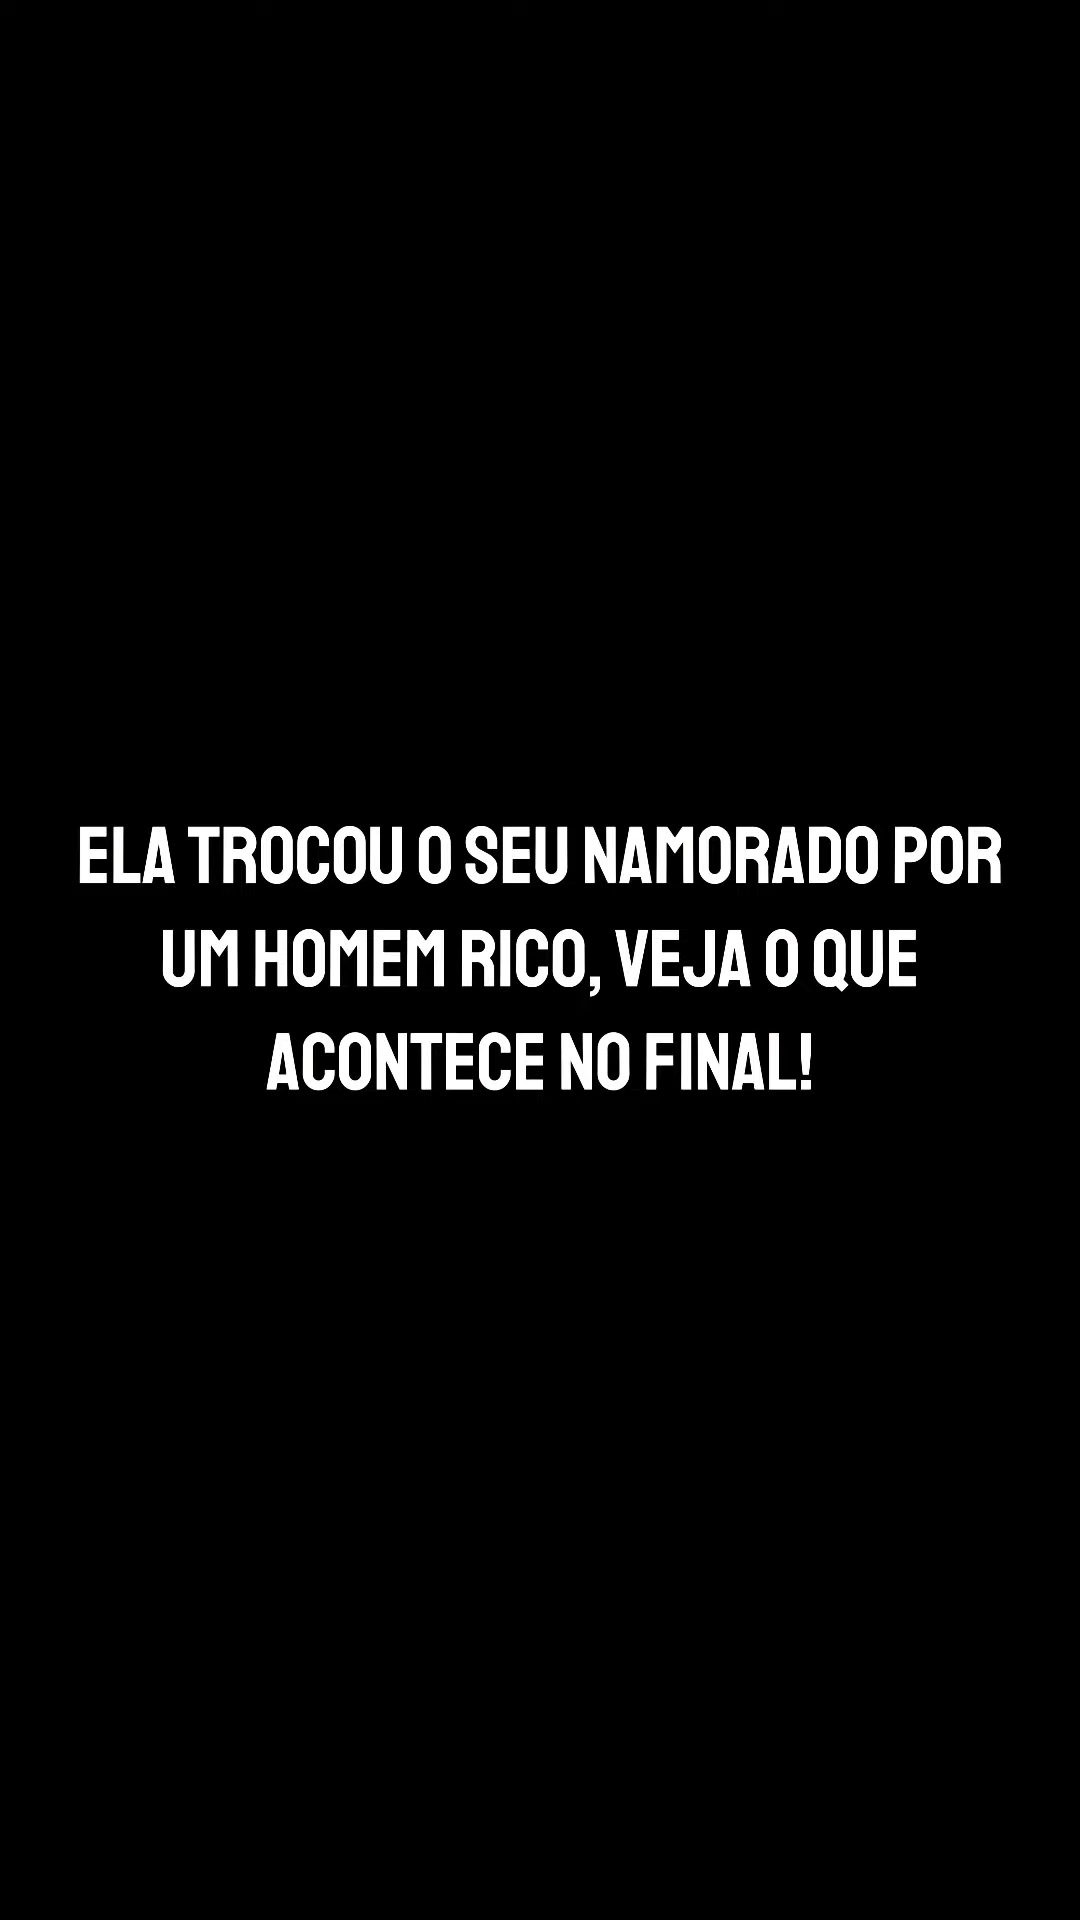 ELA TROCOU O SEU NAMORADO POR
UM HOMEM RICO, VEJA O QUE
ACONTECE NO FINAL!